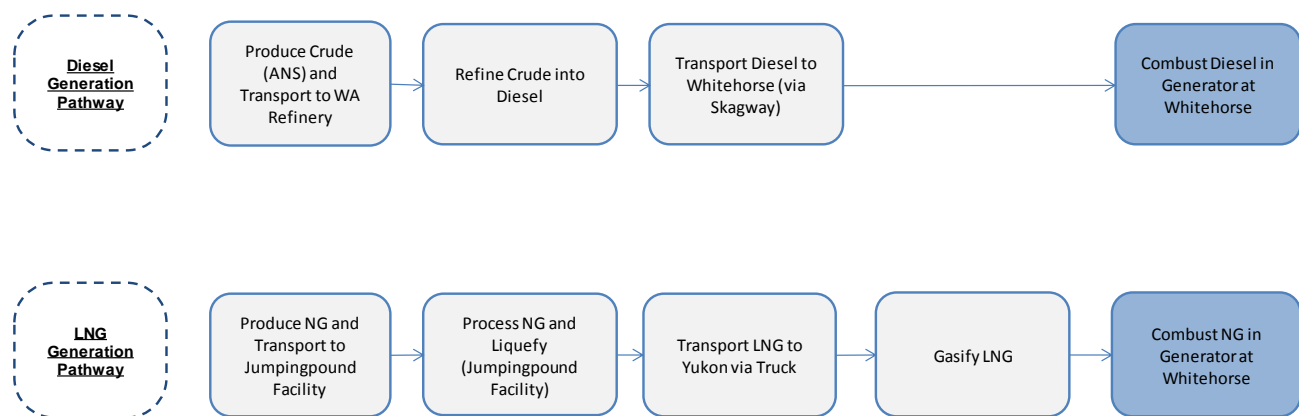 Diesel
Generation
Pathway
Produce Crude
(ANS) and
Transport to WA
Refinery
Refine Crude into
Diesel
Transport Diesel to
Whitehorse (via
Skagway)
Combust Diesel in
Generator at
Whitehorse
LNG
Generation
Pathway
Produce NG and
Transport to
Jumpingpound
Facility
Process NG and
Liquefy
(Jumpingpound
Facility)
Transport LNG to
Yukon via Truck
Gasify LNG
Combust NG in
Generator at
Whitehorse